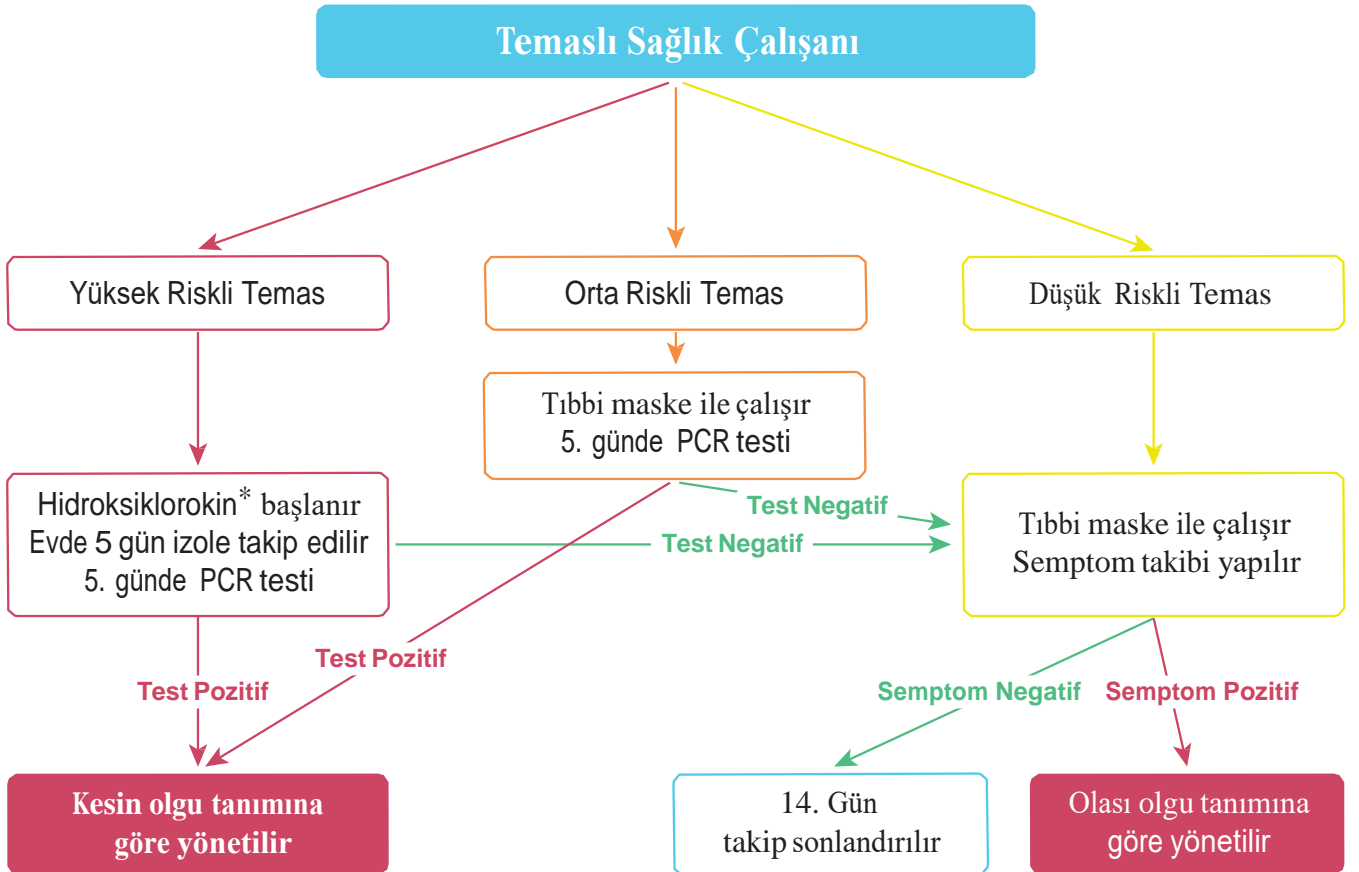 Temaslı Sağlık Çalışanı
Yüksek Riskli Temas
Orta Riskli Temas
Düşük Riskli Temas
Tıbbi maske ile çalışır
5. günde PCR testi
Hidroksiklorokin* başlanır
Evde 5 gün izole takip edilir
5. günde PCR testi
Test Negatif
Test Negatif
Tıbbi maske ile çalışır
Semptom takibi yapılır
Test Pozitif
Test Pozitif
Semptom Negatif
Semptom Pozitif
Kesin olgu tanımına
göre yönetilir
14. Gün
takip sonlandırılır
Olası olgu tanımına
göre yönetilir